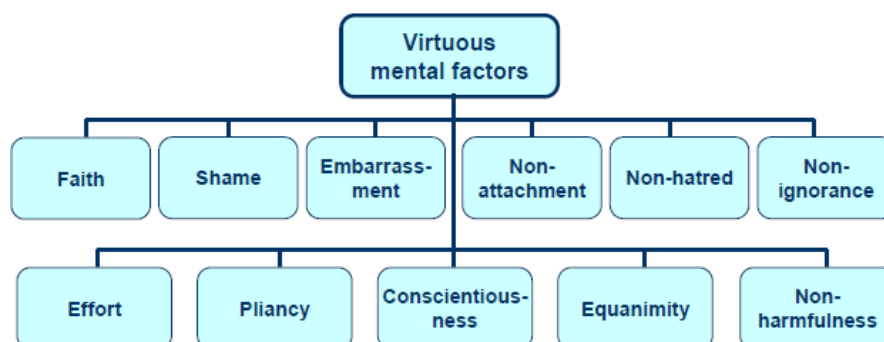 Virtuous
mental factors
Faith
Shame
Embarrass-
ment
Non-
attachment
Non-hatred
Non-
ignorance
Effort
Pliancy
Conscientious-
ness
Equanimity
Non-
harmfulness